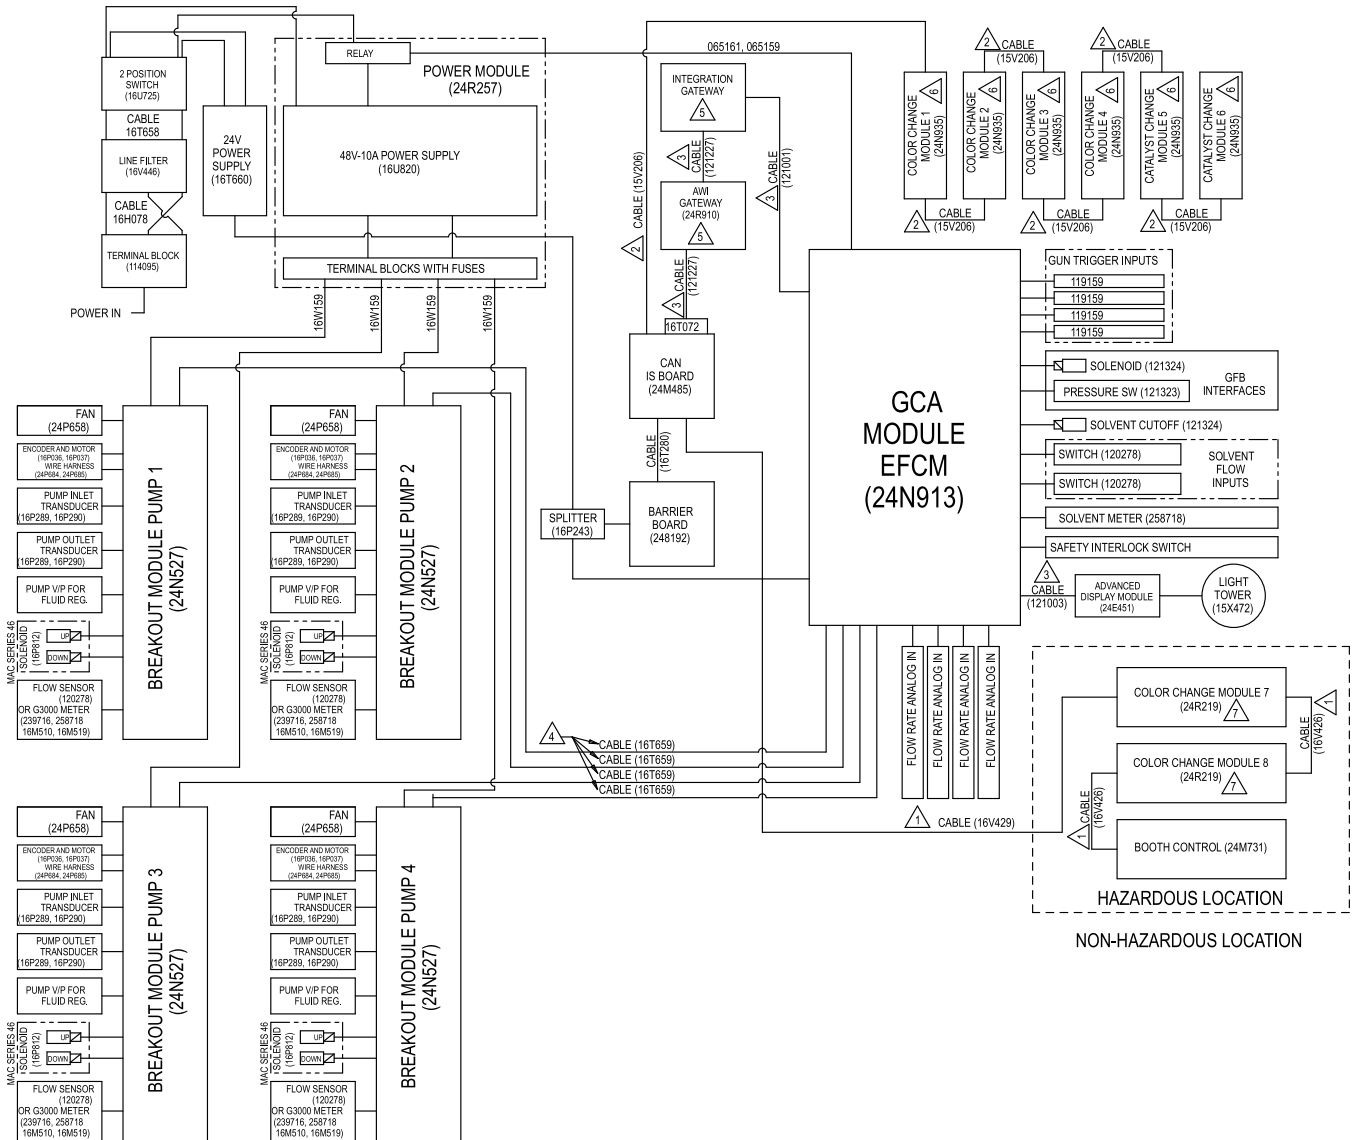 RELAY
065161, 065159
POWER MODULE
(24R257)
2 POSITION
SWITCH
(16U725)
CABLE
16T658
LINE FILTER
(16V446)
CABLE
16H078
TERMINAL BLOCK
(114095)
POWER IN
24V
POWER
SUPPLY
(16T660)
48V-10A POWER SUPPLY
(16U820)
TERMINAL BLOCKS WITH FUSES
16W159
16W159
16W159
16W159
INTEGRATION
GATEWAY
5
3
CABLE
(121227)
AWI
GATEWAY
(24R910)
5
3
CABLE
(121227)
3
CABLE
(121001)
2
CABLE (15V206)
16T072
CAN
IS BOARD
(24M485)
CABLE
(16T280)
BARRIER
BOARD
(248192)
SPLITTER
(16P243)
2
CABLE
(15V206)
2
CABLE
(15V206)
COLOR CHANGE
MODULE 1
(24N935)
6
COLOR CHANGE
MODULE 2
(24N935)
6
COLOR CHANGE
MODULE 3
(24N935)
6
COLOR CHANGE
MODULE 4
(24N935)
6
CATALYST CHANGE
MODULE 5
(24N935)
6
CATALYST CHANGE
MODULE 6
(24N935)
6
2
CABLE
(15V206)
2
CABLE
(15V206)
2
CABLE
(15V206)
GCA
MODULE
EFCM
(24N913)
GUN TRIGGER INPUTS
119159
119159
119159
119159
SOLENOID (121324)
PRESSURE SW (121323)
GFB
INTERFACES
SOLVENT CUTOFF (121324)
SWITCH (120278)
SWITCH (120278)
SOLVENT
FLOW
INPUTS
SOLVENT METER (258718)
SAFETY INTERLOCK SWITCH
3
CABLE
(121003)
ADVANCED
DISPLAY MODULE
(24E451)
LIGHT
TOWER
(15X472)
FLOW RATE ANALOG IN
FLOW RATE ANALOG IN
FLOW RATE ANALOG IN
FLOW RATE ANALOG IN
COLOR CHANGE MODULE 7
(24R219)
7
1
CABLE
(16V426)
COLOR CHANGE MODULE 8
(24R219)
7
1
CABLE
(16V426)
BOOTH CONTROL (24M731)
HAZARDOUS LOCATION
NON-HAZARDOUS LOCATION
1
CABLE (16V429)
4
CABLE (16T659)
CABLE (16T659)
CABLE (16T659)
CABLE (16T659)
FAN
(24P658)
ENCODER AND MOTOR
(16P036, 16P037)
WIRE HARNESS
(24P684, 24P685)
PUMP INLET
TRANSDUCER
(16P289, 16P290)
PUMP OUTLET
TRANSDUCER
(16P289, 16P290)
PUMP V/P FOR
FLUID REG.
MAC SERIES 46
SOLENOID
(16P812)
UP
DOWN
FLOW SENSOR
(120278)
OR G3000 METER
(239716, 258718
16M510, 16M519)
BREAKOUT MODULE PUMP 1
(24N527)
FAN
(24P658)
ENCODER AND MOTOR
(16P036, 16P037)
WIRE HARNESS
(24P684, 24P685)
PUMP INLET
TRANSDUCER
(16P289, 16P290)
PUMP OUTLET
TRANSDUCER
(16P289, 16P290)
PUMP V/P FOR
FLUID REG.
MAC SERIES 46
SOLENOID
(16P812)
UP
DOWN
FLOW SENSOR
(120278)
OR G3000 METER
(239716, 258718
16M510, 16M519)
BREAKOUT MODULE PUMP 2
(24N527)
FAN
(24P658)
ENCODER AND MOTOR
(16P036, 16P037)
WIRE HARNESS
(24P684, 24P685)
PUMP INLET
TRANSDUCER
(16P289, 16P290)
PUMP OUTLET
TRANSDUCER
(16P289, 16P290)
PUMP V/P FOR
FLUID REG.
MAC SERIES 46
SOLENOID
(16P812)
UP
DOWN
FLOW SENSOR
(120278)
OR G3000 METER
(239716, 258718
16M510, 16M519)
BREAKOUT MODULE PUMP 3
(24N527)
FAN
(24P658)
ENCODER AND MOTOR
(16P036, 16P037)
WIRE HARNESS
(24P684, 24P685)
PUMP INLET
TRANSDUCER
(16P289, 16P290)
PUMP OUTLET
TRANSDUCER
(16P289, 16P290)
PUMP V/P FOR
FLUID REG.
MAC SERIES 46
SOLENOID
(16P812)
UP
DOWN
FLOW SENSOR
(120278)
OR G3000 METER
(239716, 258718
16M510, 16M519)
BREAKOUT MODULE PUMP 4
(24N527)